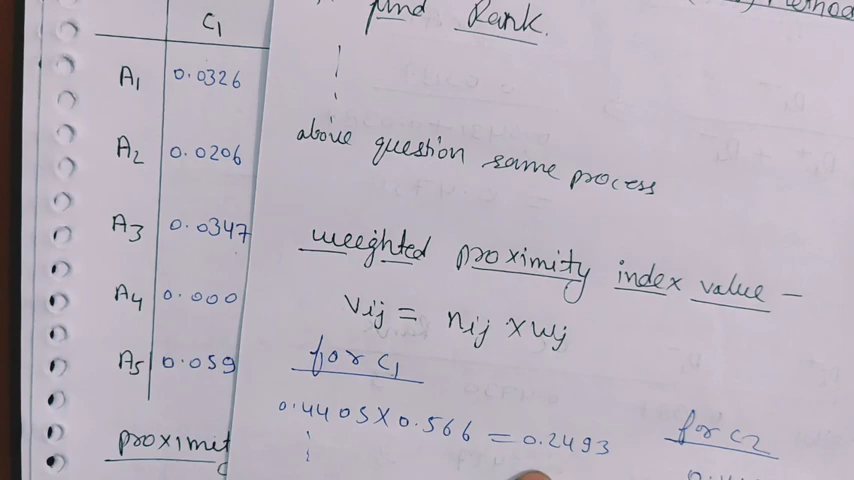 C1
A1 0.0326
A2 0.0206
A3 0.0347
A4 0.000
A5 0.059
proximit
find Rank.
Method
above question same process
weeghted proximity index value –
Vij = nij × wj
for C1
0.4405 × 0.566 = 0.2493
for C2